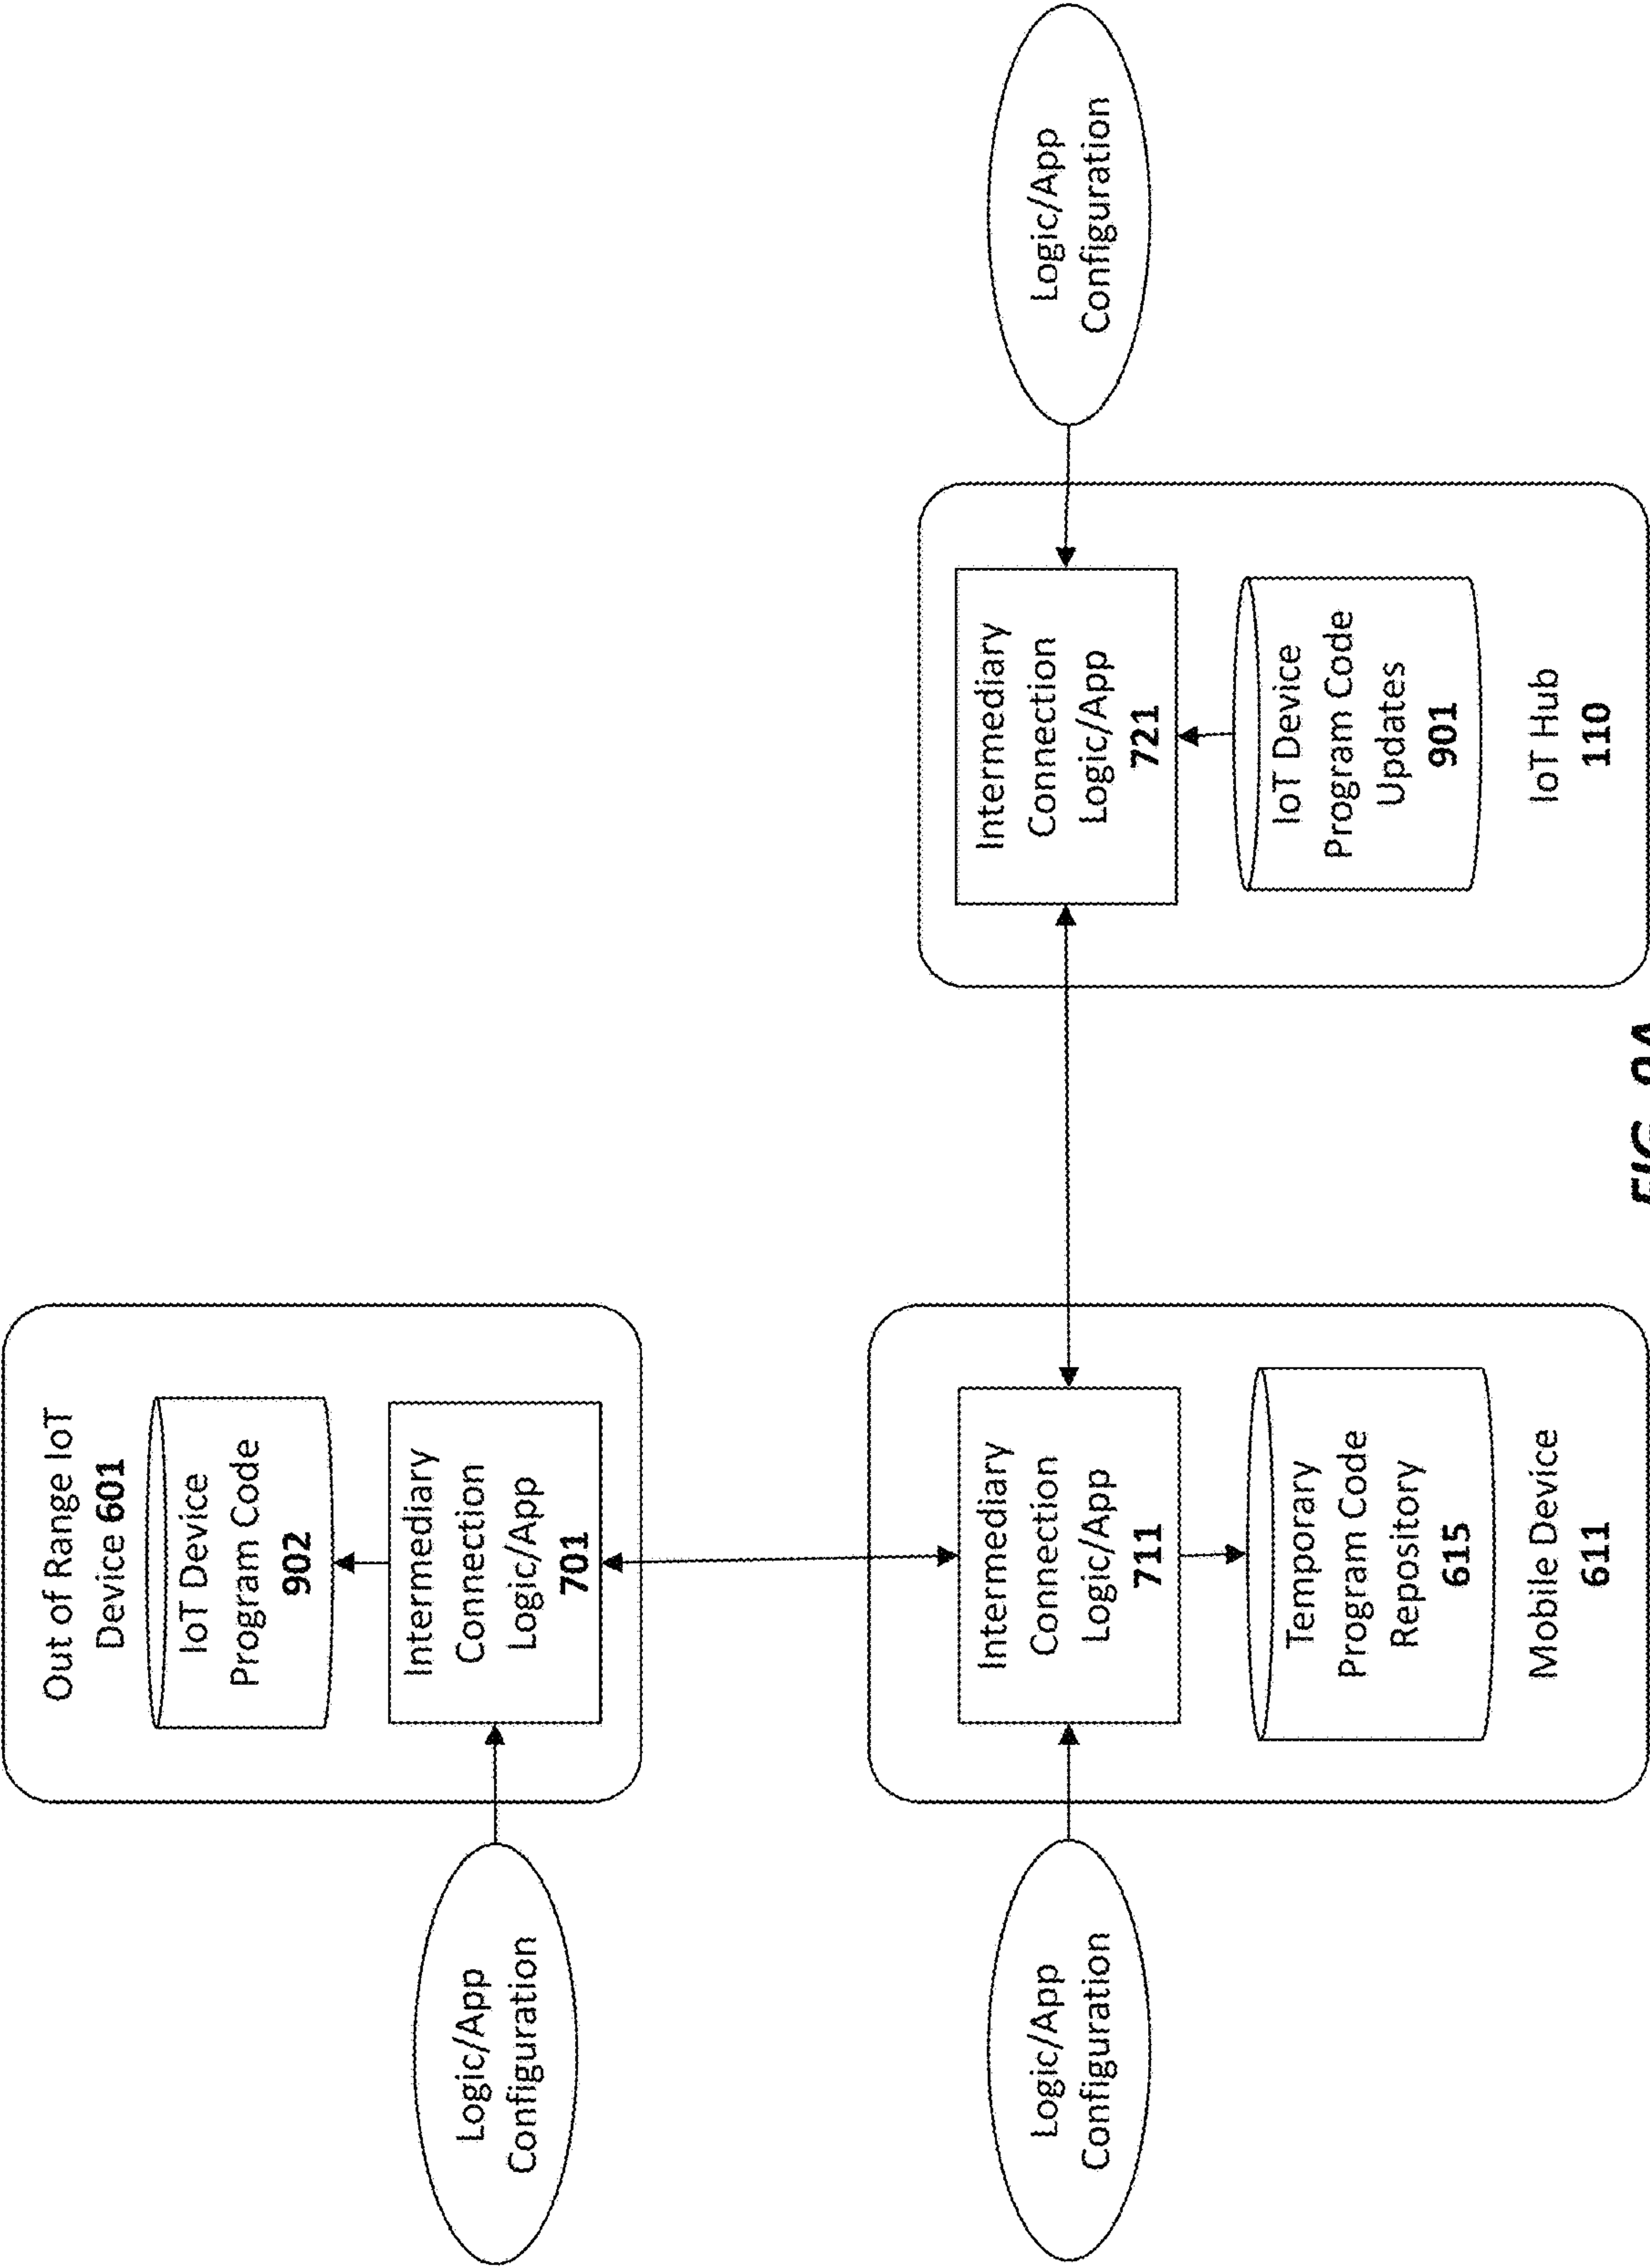 Out of Range IoT
Device 601
IoT Device
Program Code
902
Logic/App
Configuration
Intermediary
Connection
Logic/App
701
Logic/App
Configuration
Intermediary
Connection
Logic/App
711
Temporary
Program Code
Repository
615
Mobile Device
611
Intermediary
Connection
Logic/App
721
IoT Device
Program Code
Updates
901
IoT Hub
110
Logic/App
Configuration
FIG. 9A